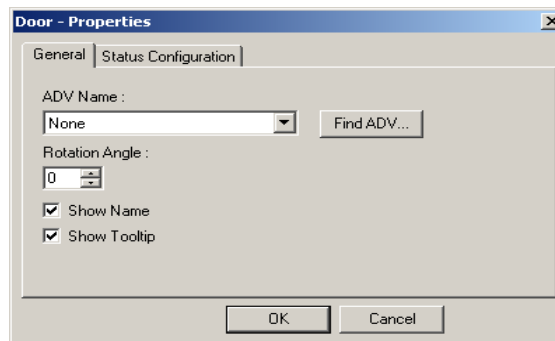 Door - Properties
General Status Configuration
ADV Name :
None Find ADV...
Rotation Angle :
0
Show Name
Show Tooltip
OK Cancel